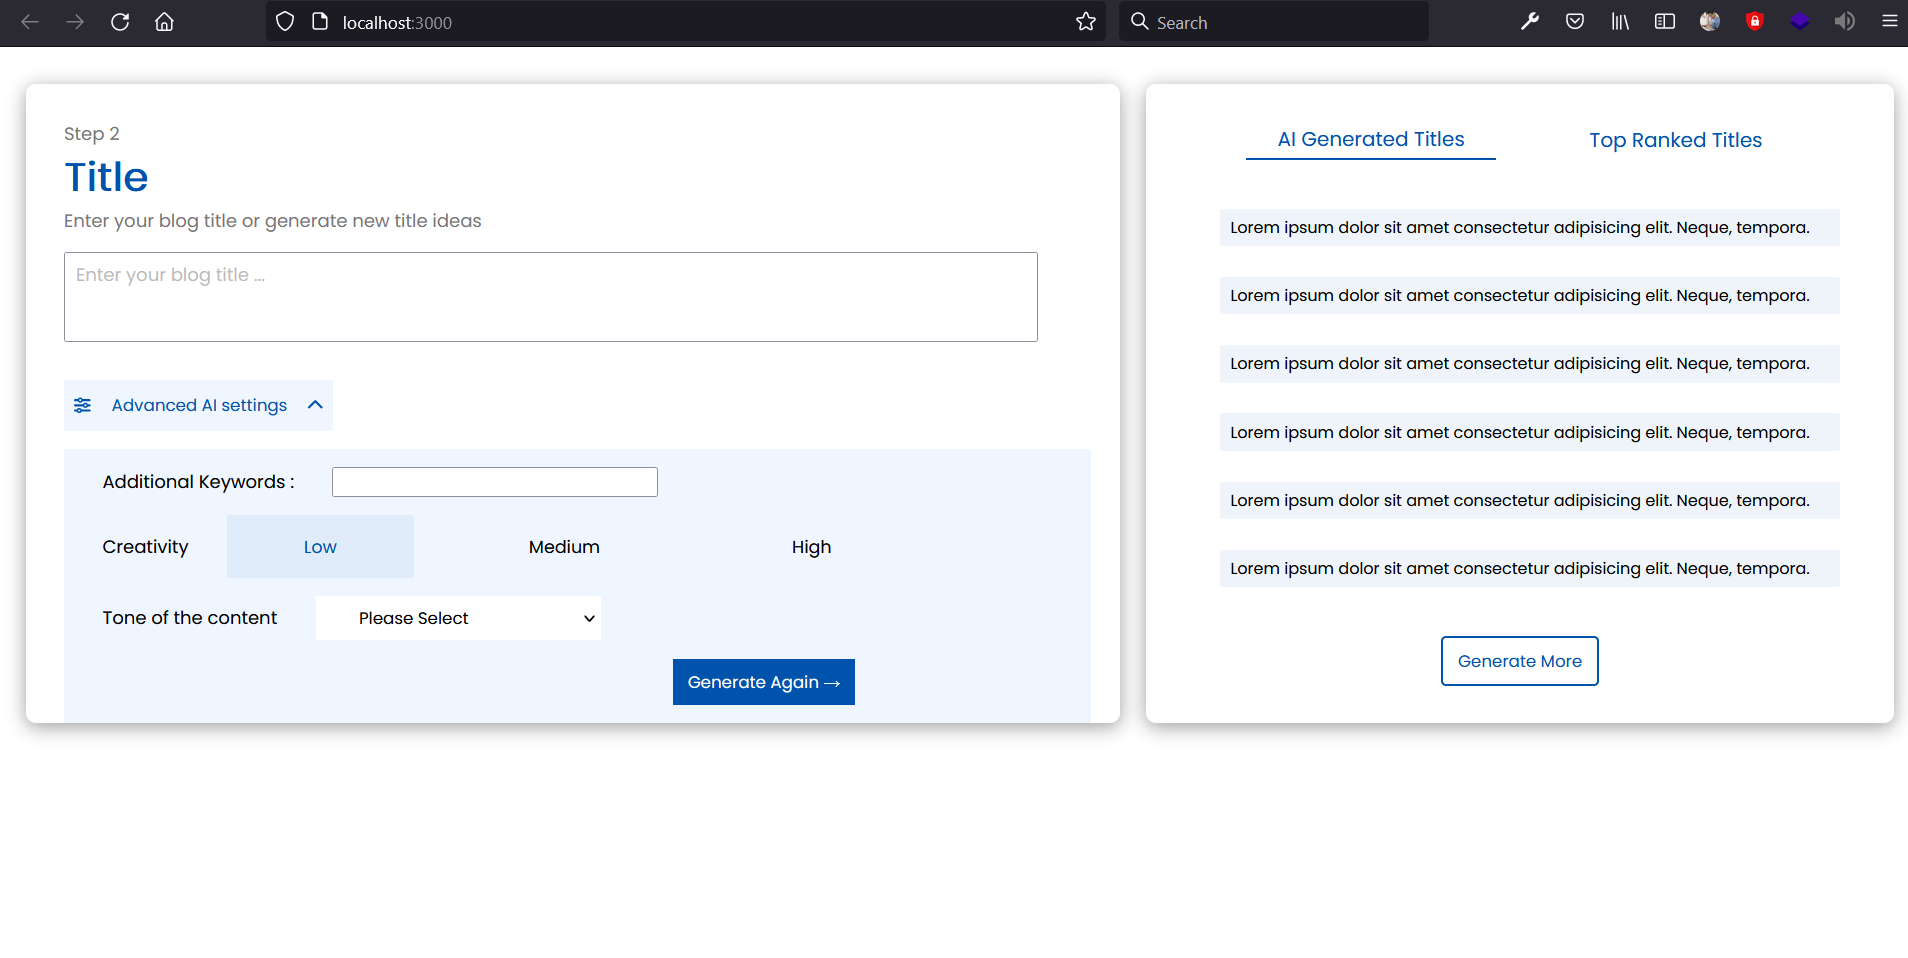 localhost:3000
Search
Step 2
Title
Enter your blog title or generate new title ideas
Enter your blog title ...
Advanced AI settings
Additional Keywords :
Creativity Low Medium High
Tone of the content Please Select
Generate Again →
AI Generated Titles Top Ranked Titles
Lorem ipsum dolor sit amet consectetur adipisicing elit. Neque, tempora.
Lorem ipsum dolor sit amet consectetur adipisicing elit. Neque, tempora.
Lorem ipsum dolor sit amet consectetur adipisicing elit. Neque, tempora.
Lorem ipsum dolor sit amet consectetur adipisicing elit. Neque, tempora.
Lorem ipsum dolor sit amet consectetur adipisicing elit. Neque, tempora.
Lorem ipsum dolor sit amet consectetur adipisicing elit. Neque, tempora.
Generate More